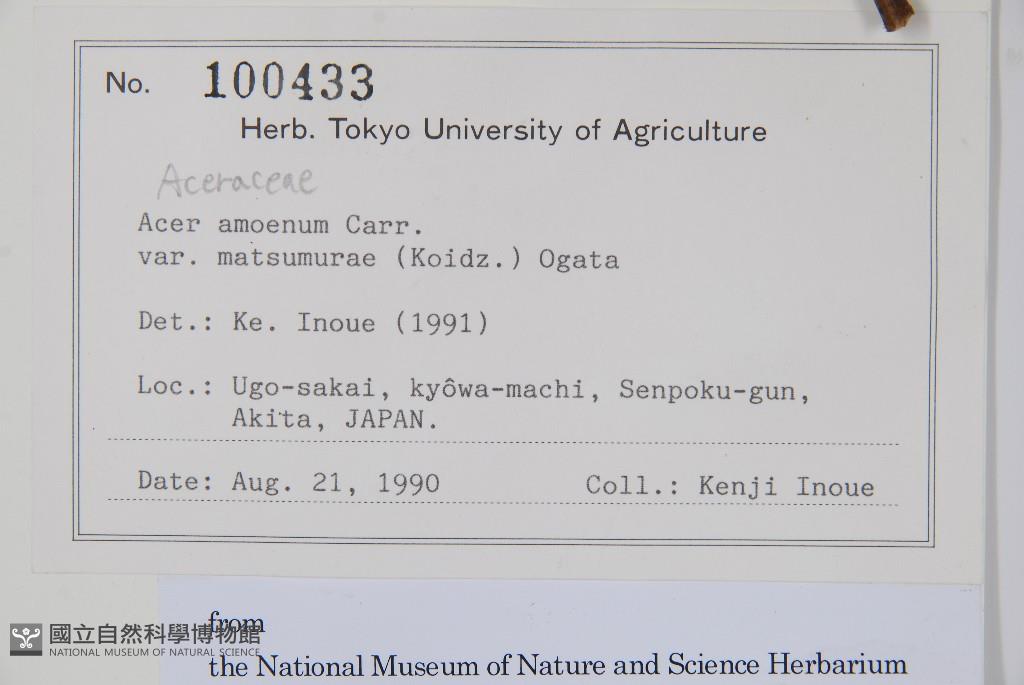 No. 100433
Herb. Tokyo University of Agriculture
Aceraceae
Acer amoenum Carr.
var. matsumurae (Koidz.) Ogata
Det.: Ke. Inoue (1991)
Loc.: Ugo-sakai, kyôwa-machi, Senpoku-gun,
Akita, JAPAN.
Date: Aug. 21, 1990 Coll.: Kenji Inoue
from
the National Museum of Nature and Science Herbarium
國立自然科學博物館
NATIONAL MUSEUM OF NATURAL SCIENCE